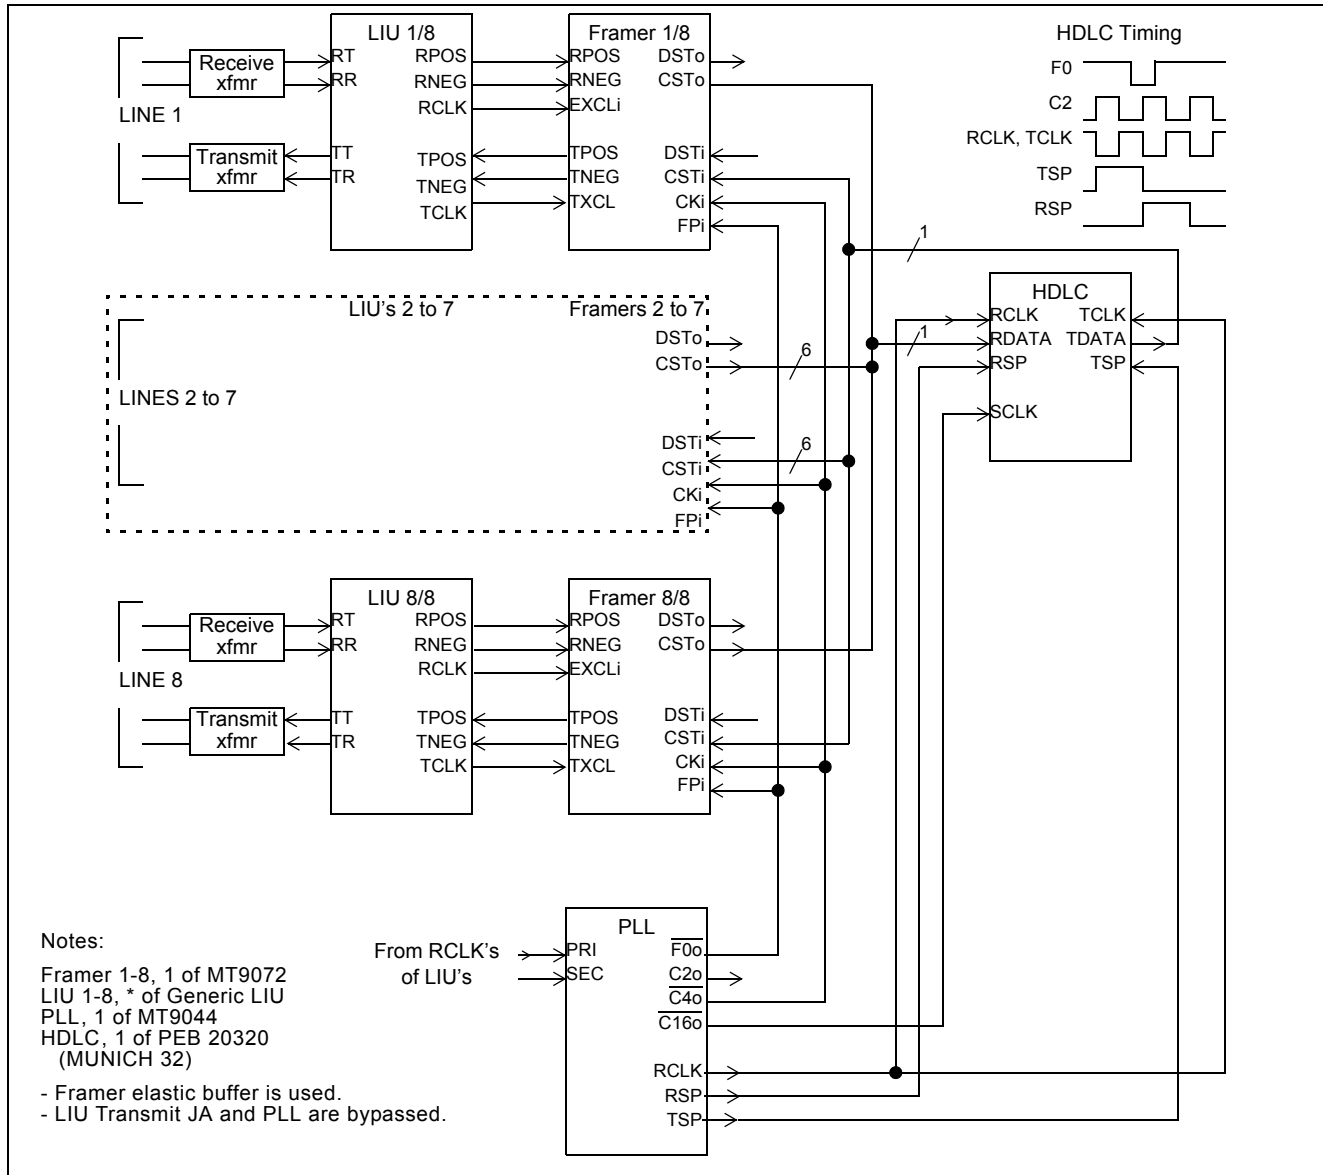 LIU 1/8
Framer 1/8
HDLC Timing
Receive
xfmr
RT
RR
RPOS
RNEG
RCLK
RPOS
RNEG
EXCLi
DSTo
CSTo
LINE 1
Transmit
xfmr
TT
TR
TPOS
TNEG
TCLK
TPOS
TNEG
TXCL
DSTi
CSTi
CKi
FPi
F0
C2
RCLK, TCLK
TSP
RSP
1
HDLC
RCLK
RDATA
RSP
SCLK
TCLK
TDATA
TSP
1
LIU's 2 to 7
Framers 2 to 7
DSTo
CSTo
6
LINES 2 to 7
DSTi
CSTi
CKi
FPi
6
LIU 8/8
Framer 8/8
Receive
xfmr
RT
RR
RPOS
RNEG
RCLK
RPOS
RNEG
EXCLi
DSTo
CSTo
LINE 8
Transmit
xfmr
TT
TR
TPOS
TNEG
TCLK
TPOS
TNEG
TXCL
DSTi
CSTi
CKi
FPi
PLL
From RCLK's
of LIU's
PRI
SEC
F0o
C2o
C4o
C16o
RCLK
RSP
TSP
Notes:
Framer 1-8, 1 of MT9072
LIU 1-8, * of Generic LIU
PLL, 1 of MT9044
HDLC, 1 of PEB 20320
(MUNICH 32)
- Framer elastic buffer is used.
- LIU Transmit JA and PLL are bypassed.